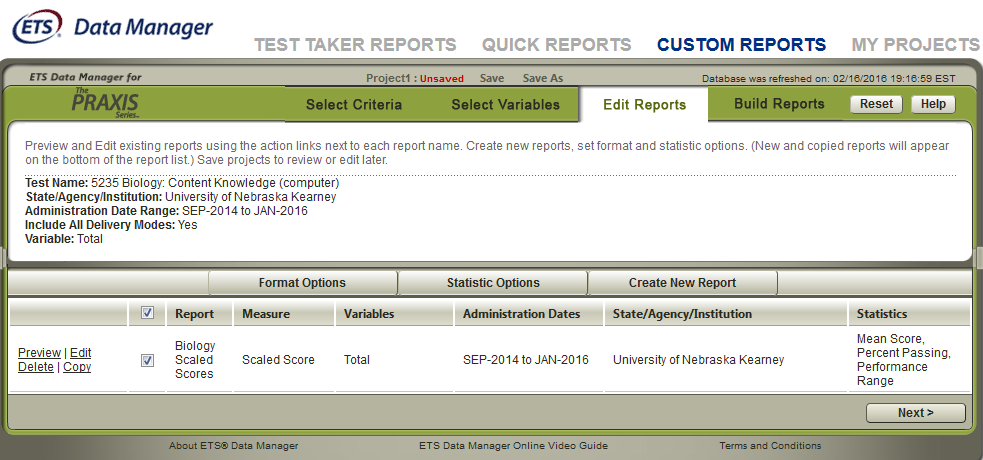 ETS® Data Manager
TEST TAKER REPORTS QUICK REPORTS CUSTOM REPORTS MY PROJECTS
ETS Data Manager for Project1 : Unsaved Save Save As Database was refreshed on: 02/16/2016 19:16:59 EST
The
PRAXIS
Series™
Select Criteria Select Variables Edit Reports Build Reports Reset Help
Preview and Edit existing reports using the action links next to each report name. Create new reports, set format and statistic options. (New and copied reports will appear
on the bottom of the report list.) Save projects to review or edit later.
Test Name: 5235 Biology: Content Knowledge (computer)
State/Agency/Institution: University of Nebraska Kearney
Administration Date Range: SEP-2014 to JAN-2016
Include All Delivery Modes: Yes
Variable: Total
Format Options Statistic Options Create New Report
Report Measure Variables Administration Dates State/Agency/Institution Statistics
Preview | Edit
Delete | Copy
Biology
Scaled
Scores
Scaled Score Total SEP-2014 to JAN-2016 University of Nebraska Kearney
Mean Score,
Percent Passing,
Performance
Range
Next >
About ETS® Data Manager ETS Data Manager Online Video Guide Terms and Conditions